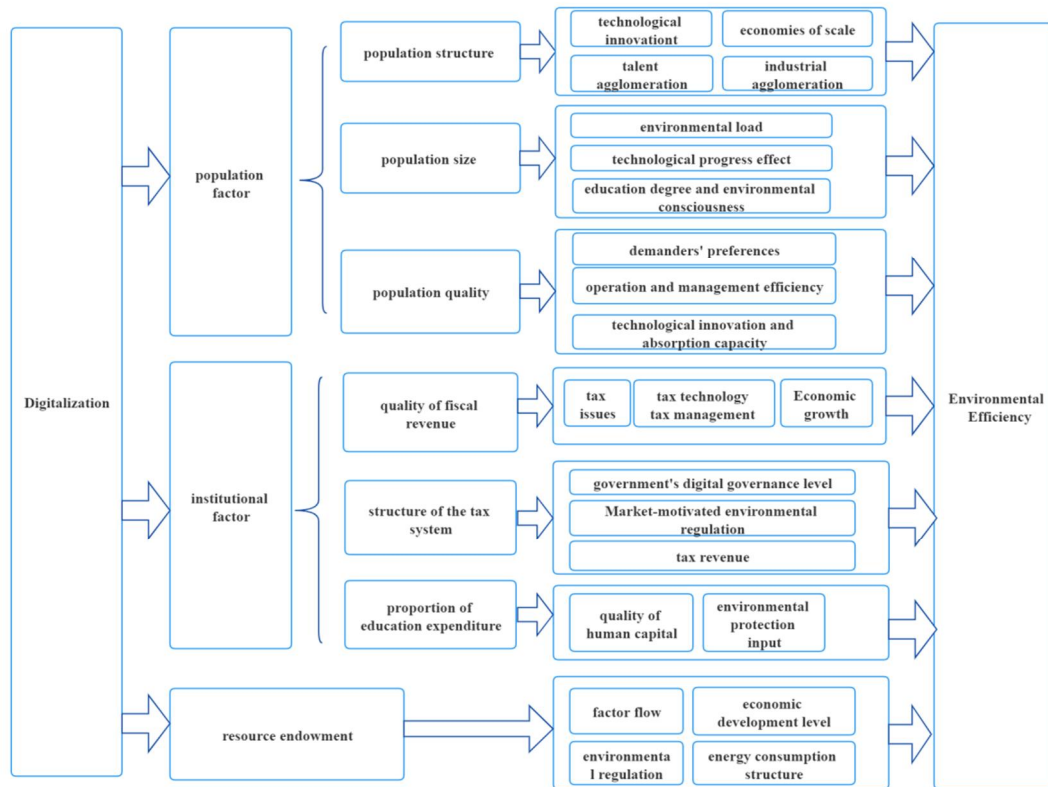 Digitalization
population
factor
population structure
technological
innovationt
economies of scale
talent
agglomeration
industrial
agglomeration
population size
environmental load
technological progress effect
education degree and environmental
consciousness
population quality
demanders' preferences
operation and management efficiency
technological innovation and
absorption capacity
institutional
factor
quality of fiscal
revenue
tax
issues
tax technology
tax management
Economic
growth
structure of the tax
system
government's digital governance level
Market-motivated environmental
regulation
tax revenue
proportion of
education expenditure
quality of
human capital
environmental
protection
input
resource endowment
factor flow
economic
development level
environmenta
l regulation
energy consumption
structure
Environmental
Efficiency